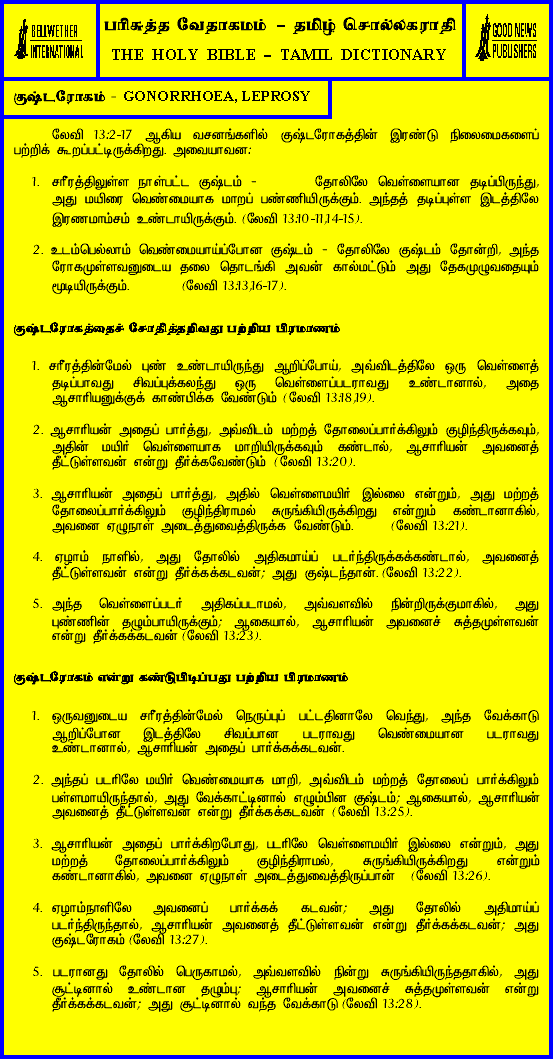 BELLWETHER
INTERNATIONAL
பரிசுத்த வேதாகமம் – தமிழ் சொல்லகராதி
THE HOLY BIBLE – TAMIL DICTIONARY
GOOD NEWS
PUBLISHERS
குஷ்டரோகம் - GONORRHOEA, LEPROSY
லேவி 13:2-17 ஆகிய வசனங்களில் குஷ்டரோகத்தின் இரண்டு நிலைமைகளைப்
பற்றிக் கூறப்பட்டிருக்கிறது. அவையாவன:
1. சரீரத்திலுள்ள நாள்பட்ட குஷ்டம் – தோலிலே வெள்ளையான தடிப்பிருந்து,
அது மயிரை வெண்மையாக மாறப் பண்ணியிருக்கும். அந்தத் தடிப்புள்ள இடத்திலே
இரணமாம்சம் உண்டாயிருக்கும். (லேவி 13:10-11,14-15).
2. உடம்பெல்லாம் வெண்மையாய்ப்போன குஷ்டம் – தோலிலே குஷ்டம் தோன்றி, அந்த
ரோகமுள்ளவனுடைய தலை தொடங்கி அவன் கால்மட்டும் அது தேகமுழுவதையும்
மூடியிருக்கும். (லேவி 13:13,16-17).
குஷ்டரோகத்தைச் சோதித்தறிவது பற்றிய பிரமாணம்
1. சரீரத்தின்மேல் புண் உண்டாயிருந்து ஆறிப்போய், அவ்விடத்திலே ஒரு வெள்ளைத்
தடிப்பாவது சிவப்புக்கலந்து ஒரு வெள்ளைப்படராவது உண்டானால், அதை
ஆசாரியனுக்குக் காண்பிக்க வேண்டும் (லேவி 13:18,19).
2. ஆசாரியன் அதைப் பார்த்து, அவ்விடம் மற்றத் தோலைப்பார்க்கிலும் குழிந்திருக்கவும்,
அதின் மயிர் வெள்ளையாக மாறியிருக்கவும் கண்டால், ஆசாரியன் அவனைத்
தீட்டுள்ளவன் என்று தீர்க்கவேண்டும் (லேவி 13:20).
3. ஆசாரியன் அதைப் பார்த்து, அதில் வெள்ளைமயிர் இல்லை என்றும், அது மற்றத்
தோலைப்பார்க்கிலும் குழிந்திராமல் சுருங்கியிருக்கிறது என்றும் கண்டானாகில்,
அவனை ஏழுநாள் அடைத்துவைத்திருக்க வேண்டும். (லேவி 13:21).
4. ஏழாம் நாளில், அது தோலில் அதிகமாய்ப் படர்ந்திருக்கக்கண்டால், அவனைத்
தீட்டுள்ளவன் என்று தீர்க்கக்கடவன்; அது குஷ்டந்தான். (லேவி 13:22).
5. அந்த வெள்ளைப்படர் அதிகப்படாமல், அவ்வளவில் நின்றிருக்குமாகில், அது
புண்ணின் தழும்பாயிருக்கும்; ஆகையால், ஆசாரியன் அவனைச் சுத்தமுள்ளவன்
என்று தீர்க்கக்கடவன் (லேவி 13:23).
குஷ்டரோகம் என்று கண்டுபிடிப்பது பற்றிய பிரமாணம்
1. ஒருவனுடைய சரீரத்தின்மேல் நெருப்புப் பட்டதினாலே வெந்து, அந்த வேக்காடு
ஆறிப்போன இடத்திலே சிவப்பான படராவது வெண்மையான படராவது
உண்டானால், ஆசாரியன் அதைப் பார்க்கக்கடவன்.
2. அந்தப் படரிலே மயிர் வெண்மையாக மாறி, அவ்விடம் மற்றத் தோலைப் பார்க்கிலும்
பள்ளமாயிருந்தால், அது வேக்காட்டினால் எழும்பின குஷ்டம்; ஆகையால், ஆசாரியன்
அவனைத் தீட்டுள்ளவன் என்று தீர்க்கக்கடவன் (லேவி 13:25).
3. ஆசாரியன் அதைப் பார்க்கிறபோது, படரிலே வெள்ளைமயிர் இல்லை என்றும், அது
மற்றத் தோலைப்பார்க்கிலும் குழிந்திராமல், சுருங்கியிருக்கிறது என்றும்
கண்டானாகில், அவனை ஏழுநாள் அடைத்துவைத்திருப்பான் (லேவி 13:26).
4. ஏழாம்நாளிலே அவனைப் பார்க்கக் கடவன்; அது தோலில் அதிமாய்ப்
படர்ந்திருந்தால், ஆசாரியன் அவனைத் தீட்டுள்ளவன் என்று தீர்க்கக்கடவன்; அது
குஷ்டரோகம் (லேவி 13:27).
5. படரானது தோலில் பெருகாமல், அவ்வளவில் நின்று சுருங்கியிருந்ததாகில், அது
சூட்டினால் உண்டான தழும்பு; ஆசாரியன் அவனைச் சுத்தமுள்ளவன் என்று
தீர்க்கக்கடவன்; அது சூட்டினால் வந்த வேக்காடு (லேவி 13:28).